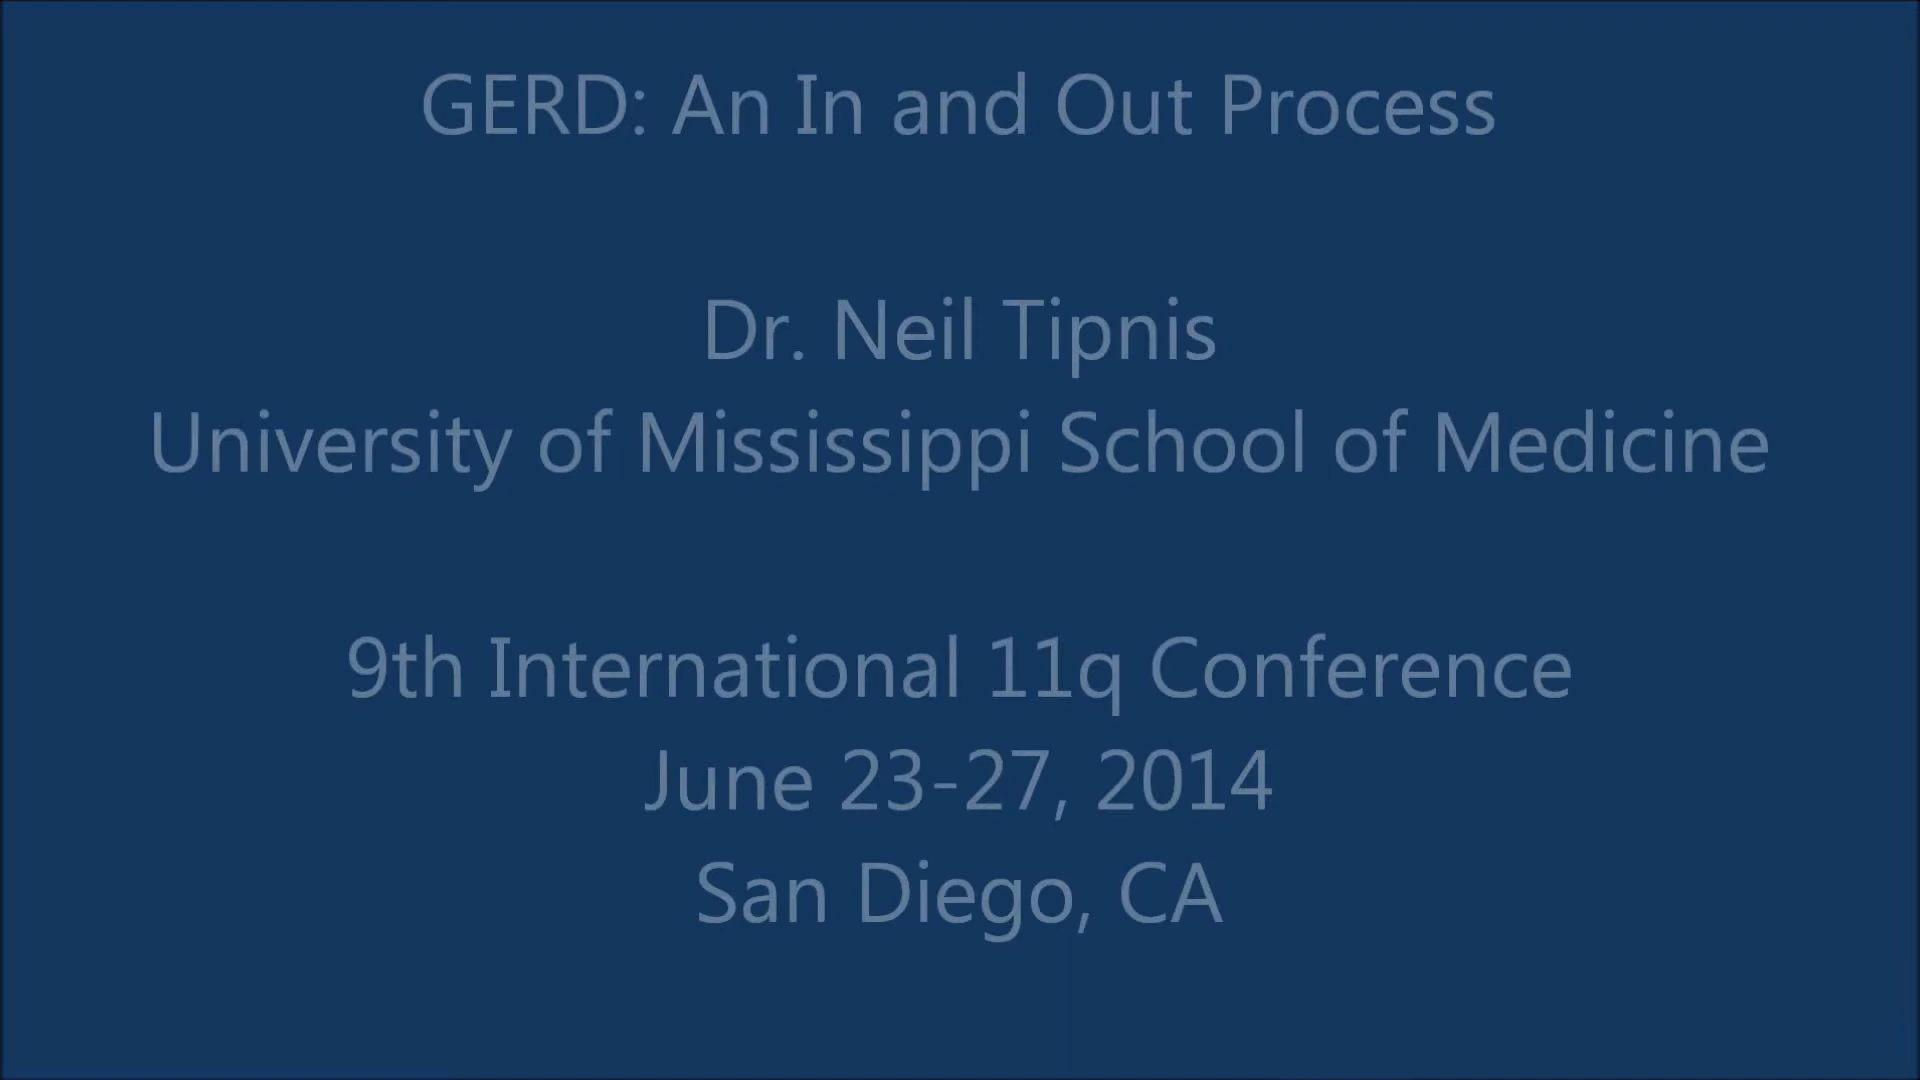 GERD: An In and Out Process
Dr. Neil Tipnis
University of Mississippi School of Medicine
9th International 11q Conference
June 23-27, 2014
San Diego, CA